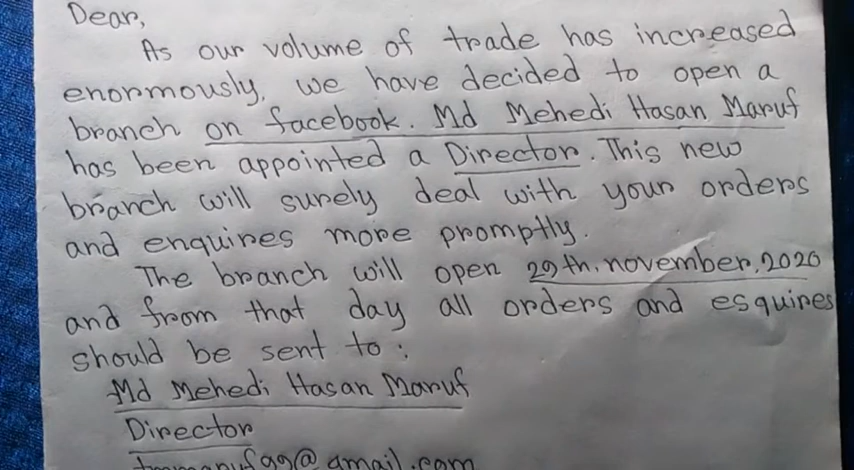 Dear,
As our volume of trade has increased
enormously, we have decided to open a
branch on facebook. Md Mehedi Hasan Maruf
has been appointed a Director. This new
branch will surely deal with your orders
and enquires more promptly.
The branch will open 29th, november, 2020
and from that day all orders and esquires
should be sent to :
Md Mehedi Hasan Maruf
Director
@gmail.com